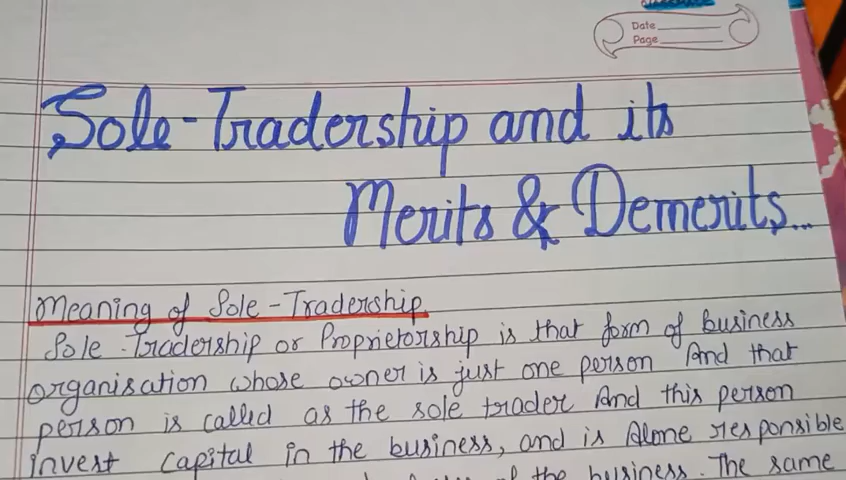 Date
Page
Sole-Tradership and its
Merits & Demerits...
Meaning of Sole-Tradership
Sole-Tradership or Proprietorship is that form of business
organisation whose owner is just one person And that
person is called as the sole trader And this person
invest capital in the business, and is Alone responsible
of the business. The same